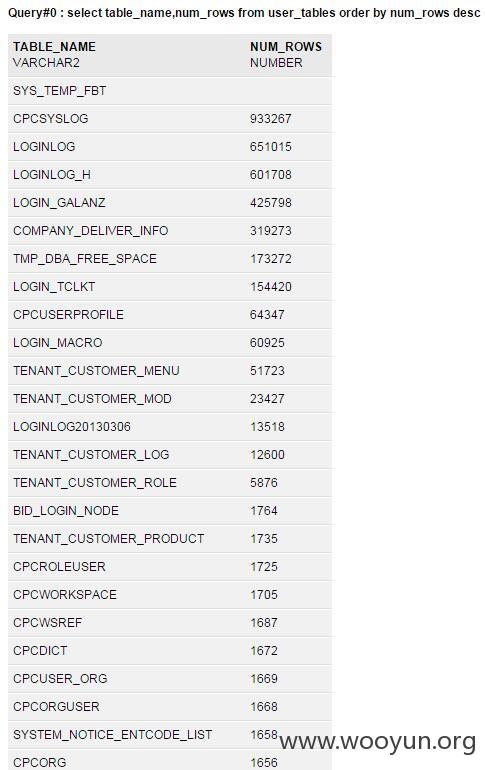 Query#0 : select table_name,num_rows from user_tables order by num_rows desc
TABLE_NAME NUM_ROWS
VARCHAR2 NUMBER
SYS_TEMP_FBT
CPCSYSLOG 933267
LOGINLOG 651015
LOGINLOG_H 601708
LOGIN_GALANZ 425798
COMPANY_DELIVER_INFO 319273
TMP_DBA_FREE_SPACE 173272
LOGIN_TCLKT 154420
CPCUSERPROFILE 64347
LOGIN_MACRO 60925
TENANT_CUSTOMER_MENU 51723
TENANT_CUSTOMER_MOD 23427
LOGINLOG20130306 13518
TENANT_CUSTOMER_LOG 12600
TENANT_CUSTOMER_ROLE 5876
BID_LOGIN_NODE 1764
TENANT_CUSTOMER_PRODUCT 1735
CPCROLEUSER 1725
CPCWORKSPACE 1705
CPCWSREF 1687
CPCDICT 1672
CPCUSER_ORG 1669
CPCORGUSER 1668
SYSTEM_NOTICE_ENTCODE_LIST 1658
www.wooyun.org
CPCORG 1656